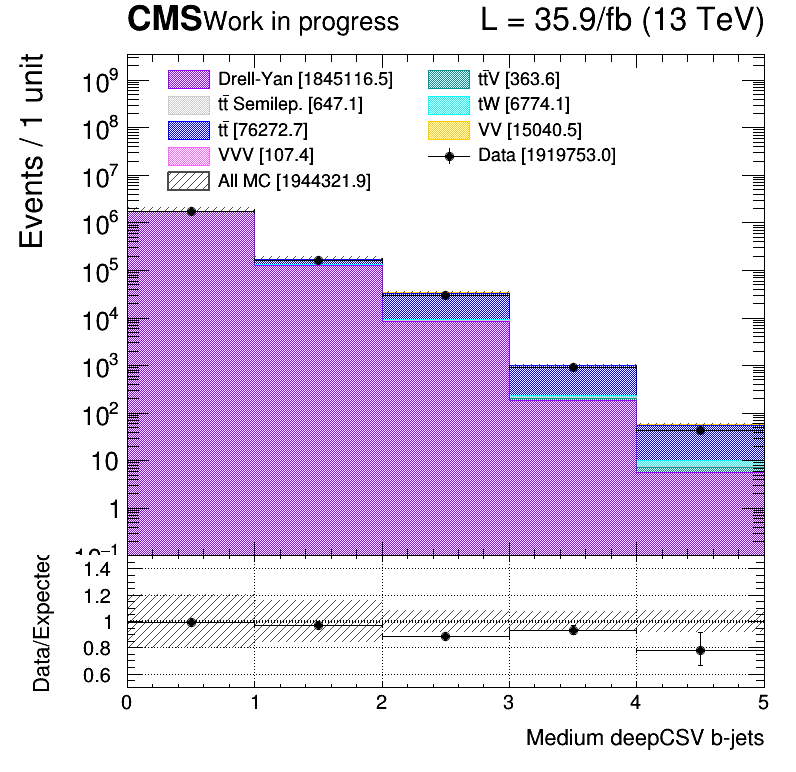 CMS Work in progress L = 35.9/fb (13 TeV)
Events / 1 unit
10⁹
10⁸
10⁷
10⁶
10⁵
10⁴
10³
10²
10
1
10⁻¹
Drell-Yan [1845116.5]
tt̄ Semilep. [647.1]
tt̄ [76272.7]
VVV [107.4]
All MC [1944321.9]
tt̄V [363.6]
tW [6774.1]
VV [15040.5]
Data [1919753.0]
Data/Expected
1.4
1.2
1
0.8
0.6
0 1 2 3 4 5
Medium deepCSV b-jets